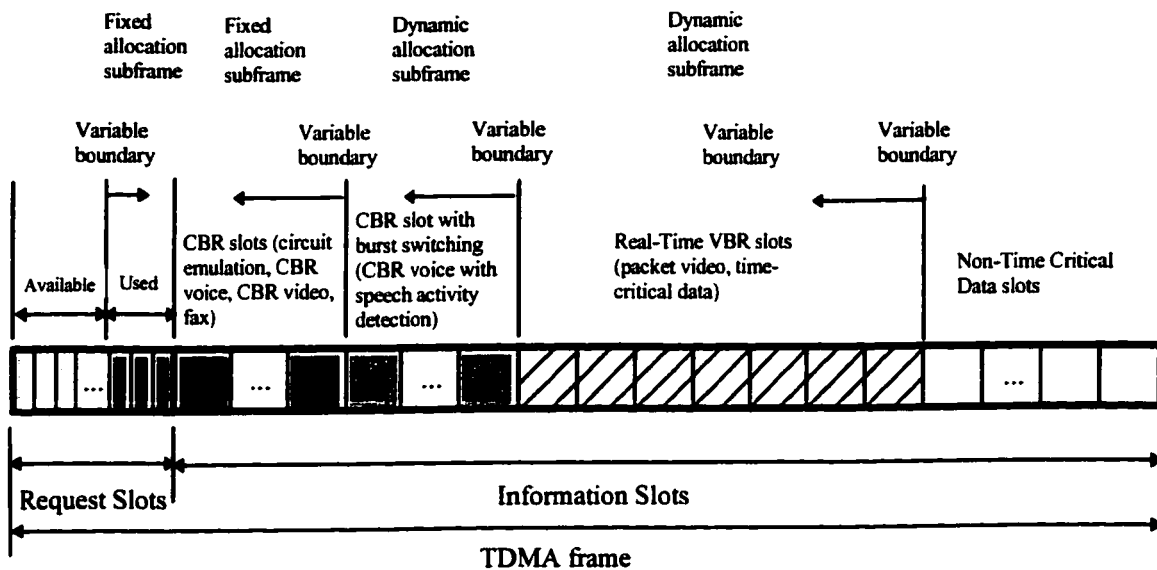 Fixed
allocation
subframe
Fixed
allocation
subframe
Dynamic
allocation
subframe
Dynamic
allocation
subframe
Variable
boundary
Variable
boundary
Variable
boundary
Variable
boundary
Variable
boundary
Available
Used
CBR slots (circuit
emulation, CBR
voice, CBR video,
fax)
CBR slot with
burst switching
(CBR voice with
speech activity
detection)
Real-Time VBR slots
(packet video, time-
critical data)
Non-Time Critical
Data slots
...
...
...
...
Request Slots
Information Slots
TDMA frame